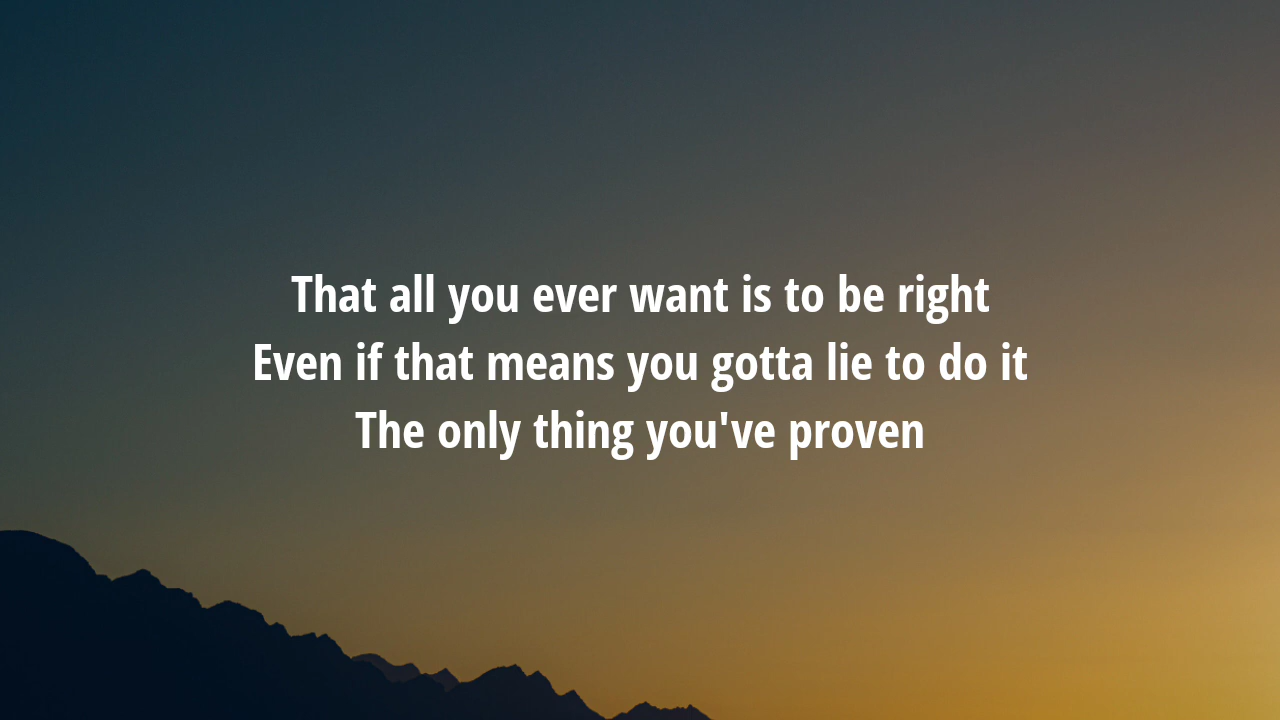 That all you ever want is to be right
Even if that means you gotta lie to do it
The only thing you've proven